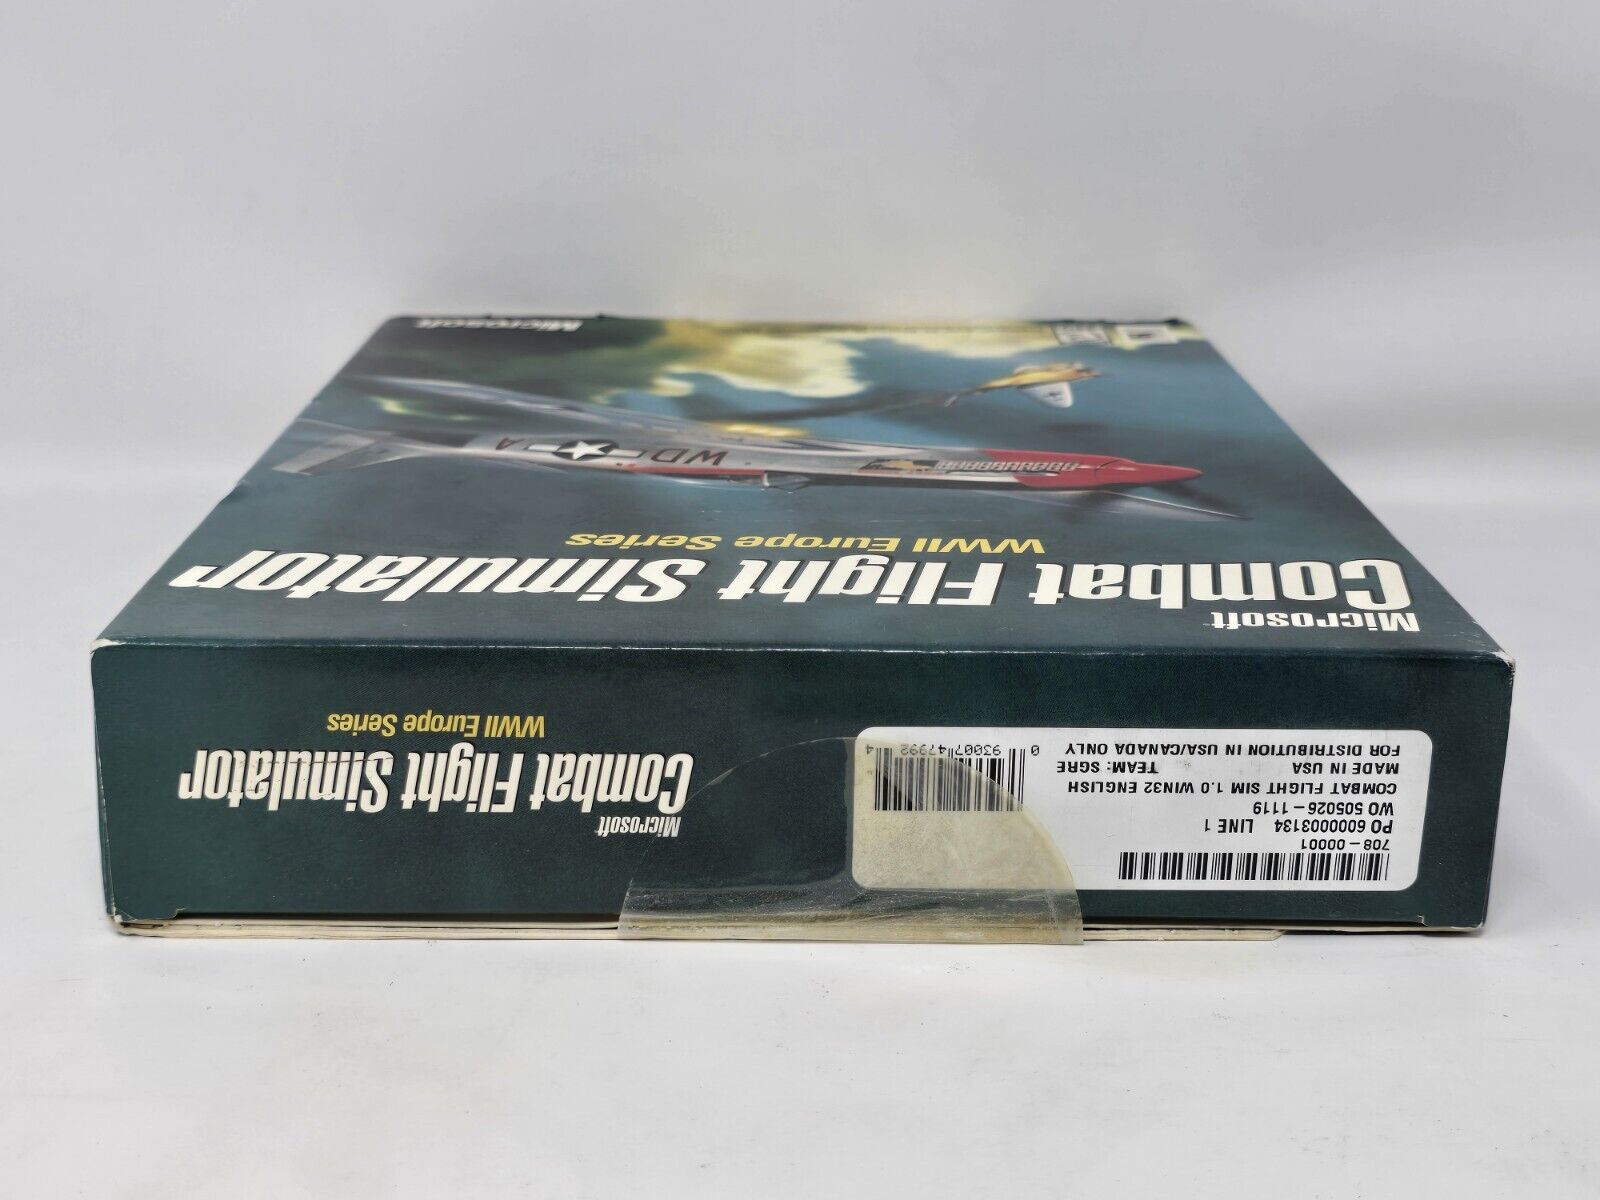 Microsoft
Combat Flight Simulator
WWII Europe Series
WD A
Microsoft
Microsoft
Combat Flight Simulator
WWII Europe Series
708-00001
PO 6000003134 LINE 1
WO 505026-1119
COMBAT FLIGHT SIM 1.0 WIN32 ENGLISH
MADE IN USA TEAM: SGRE
FOR DISTRIBUTION IN USA/CANADA ONLY
0 93007 47992 4